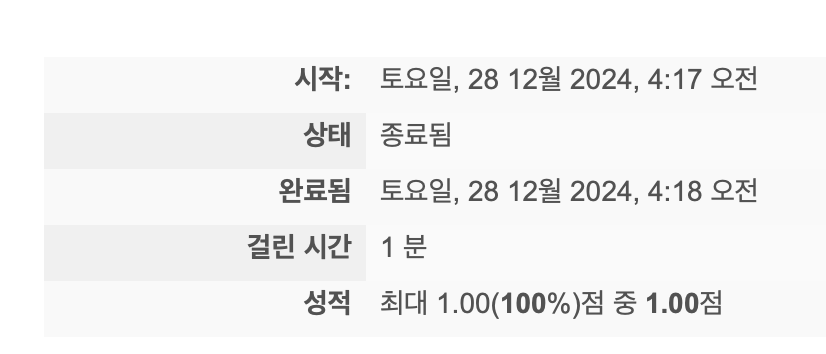 시작: 토요일, 28 12월 2024, 4:17 오전
상태 종료됨
완료됨 토요일, 28 12월 2024, 4:18 오전
걸린 시간 1 분
성적 최대 1.00(100%)점 중 1.00점